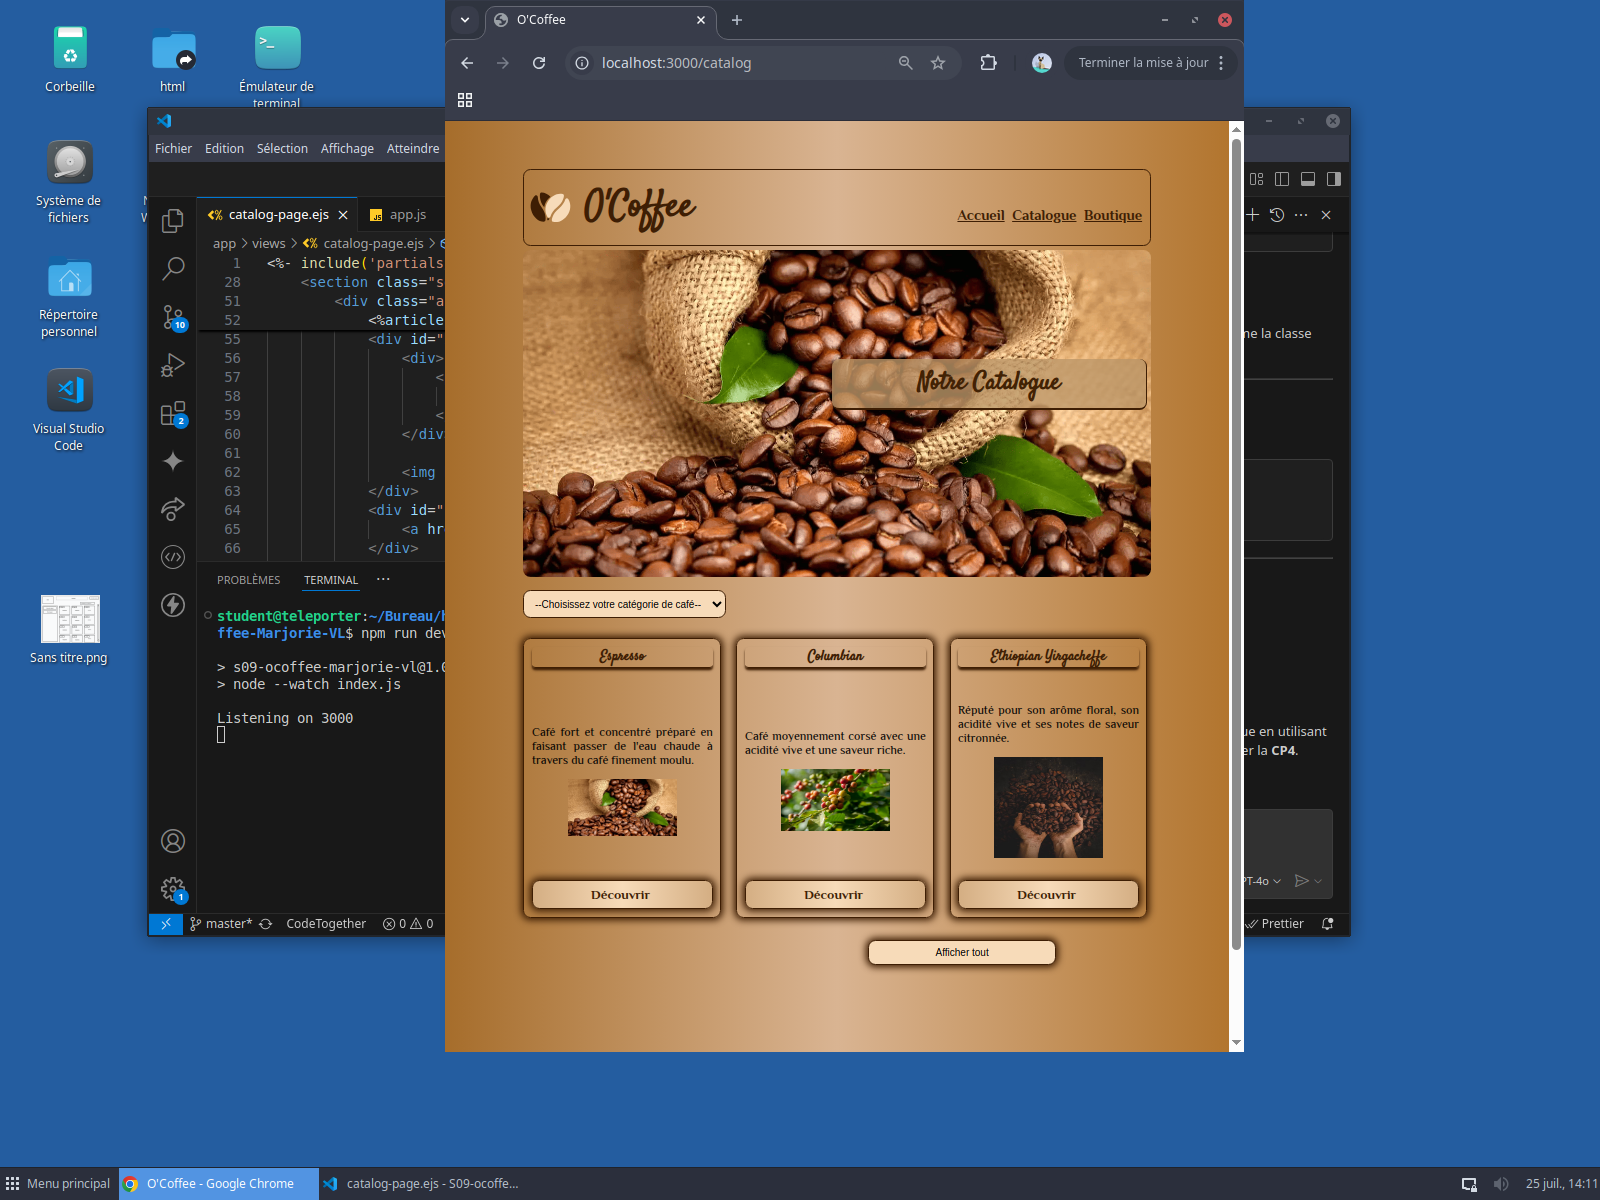 Corbeille
html
Émulateur de
terminal
Système de
fichiers
Répertoire
personnel
Visual Studio
Code
Sans titre.png
O'Coffee
localhost:3000/catalog
Terminer la mise à jour
Fichier Edition Sélection Affichage Atteindre
catalog-page.ejs
app.js
app > views > catalog-page.ejs >
1 <%- include('partials
28 <section class="s
51 <div class="a
52 <%article
55 <div id="
56 <div>
57 <
58
59 <
60 </div
61
62 <img
63 </div>
64 <div id="
65 <a hr
66 </div>
PROBLÈMES TERMINAL ...
student@teleporter:~/Bureau/h
ffee-Marjorie-VL$ npm run dev
> s09-ocoffee-marjorie-vl@1.0
> node --watch index.js
Listening on 3000
10
2
1
master* CodeTogether 0 0
O'Coffee
Accueil Catalogue Boutique
Notre Catalogue
--Choisissez votre catégorie de café--
Espresso
Café fort et concentré préparé en
faisant passer de l'eau chaude à
travers du café finement moulu.
Découvrir
Columbian
Café moyennement corsé avec une
acidité vive et une saveur riche.
Découvrir
Ethiopian Yirgacheffe
Réputé pour son arôme floral, son
acidité vive et ses notes de saveur
citronnée.
Découvrir
Afficher tout
ne la classe
ue en utilisant
er la CP4.
PT-4o
Prettier
Menu principal
O'Coffee - Google Chrome
catalog-page.ejs - S09-ocoffe...
25 juil., 14:11